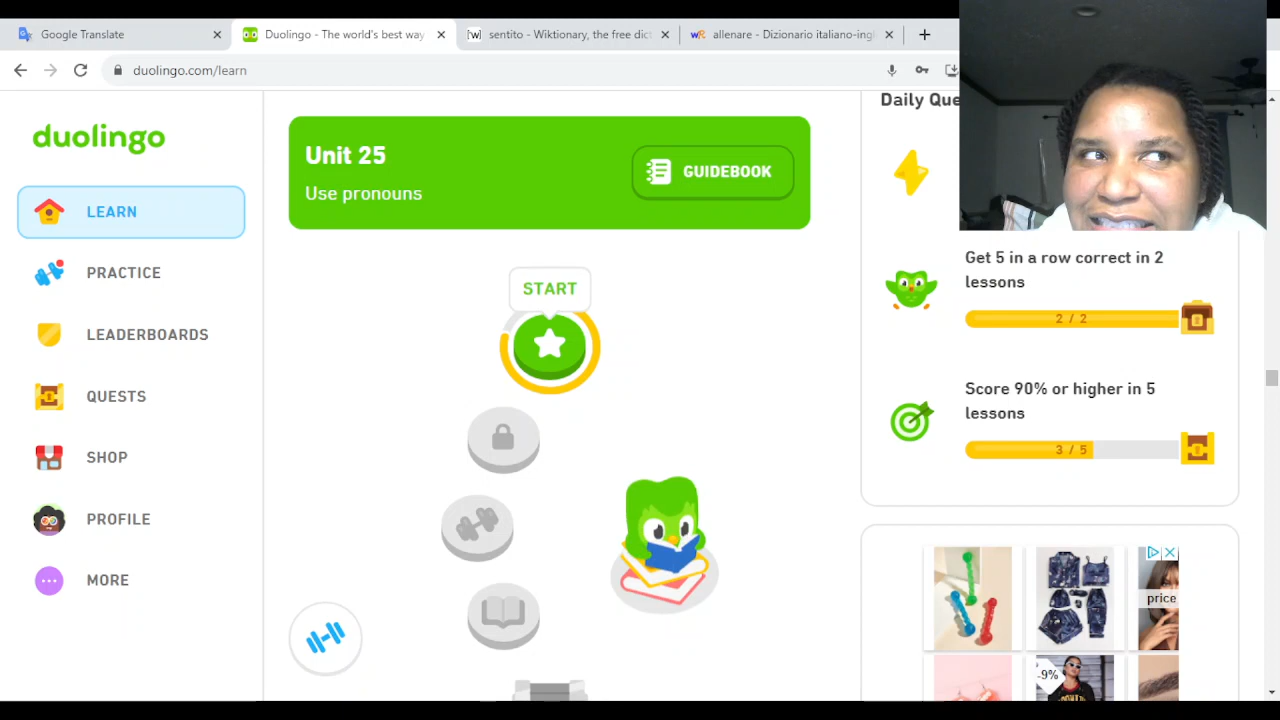 Google Translate
Duolingo - The world's best way
sentito - Wiktionary, the free dict
allenare - Dizionario italiano-ingl
duolingo.com/learn
duolingo
LEARN
PRACTICE
LEADERBOARDS
QUESTS
SHOP
PROFILE
MORE
Unit 25
Use pronouns
GUIDEBOOK
START
Daily Que
Get 5 in a row correct in 2
lessons
2 / 2
Score 90% or higher in 5
lessons
3 / 5
price
-9%